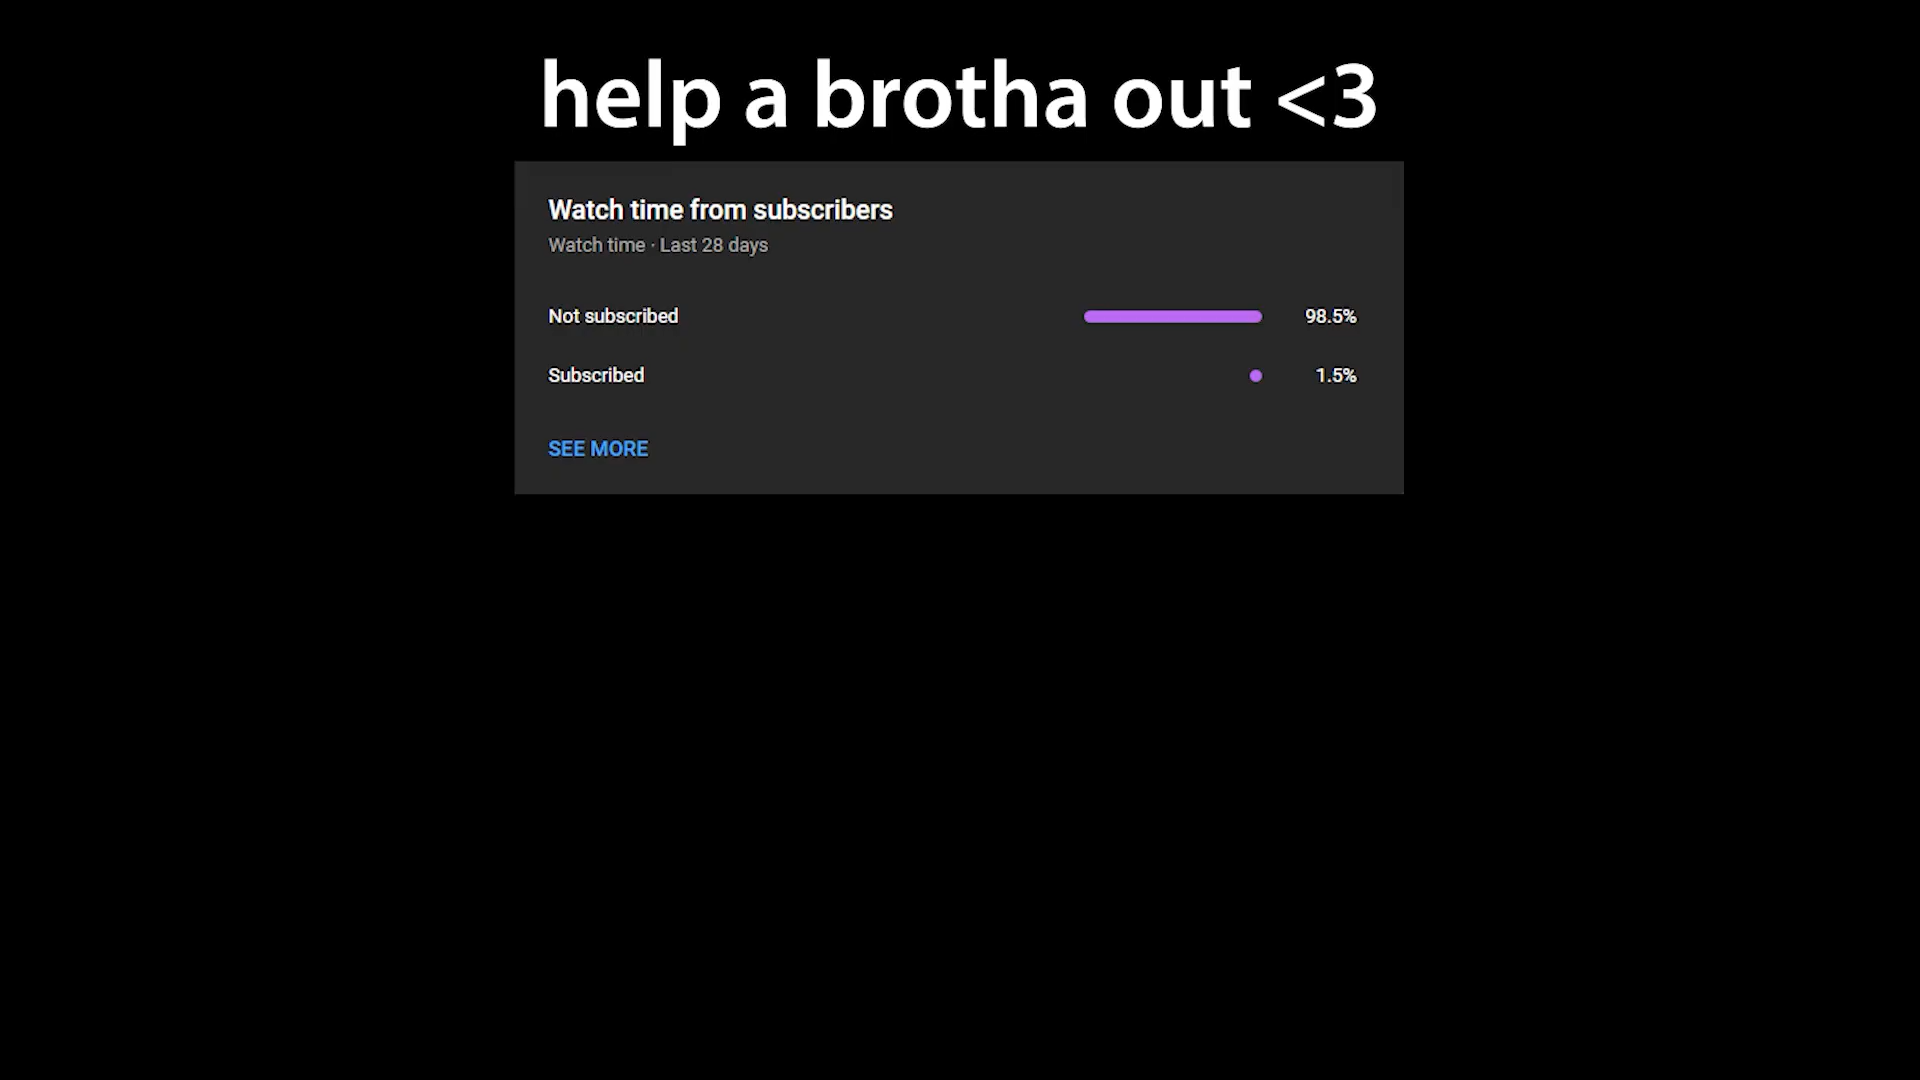 help a brotha out <3
Watch time from subscribers
Watch time · Last 28 days
Not subscribed 98.5%
Subscribed 1.5%
SEE MORE